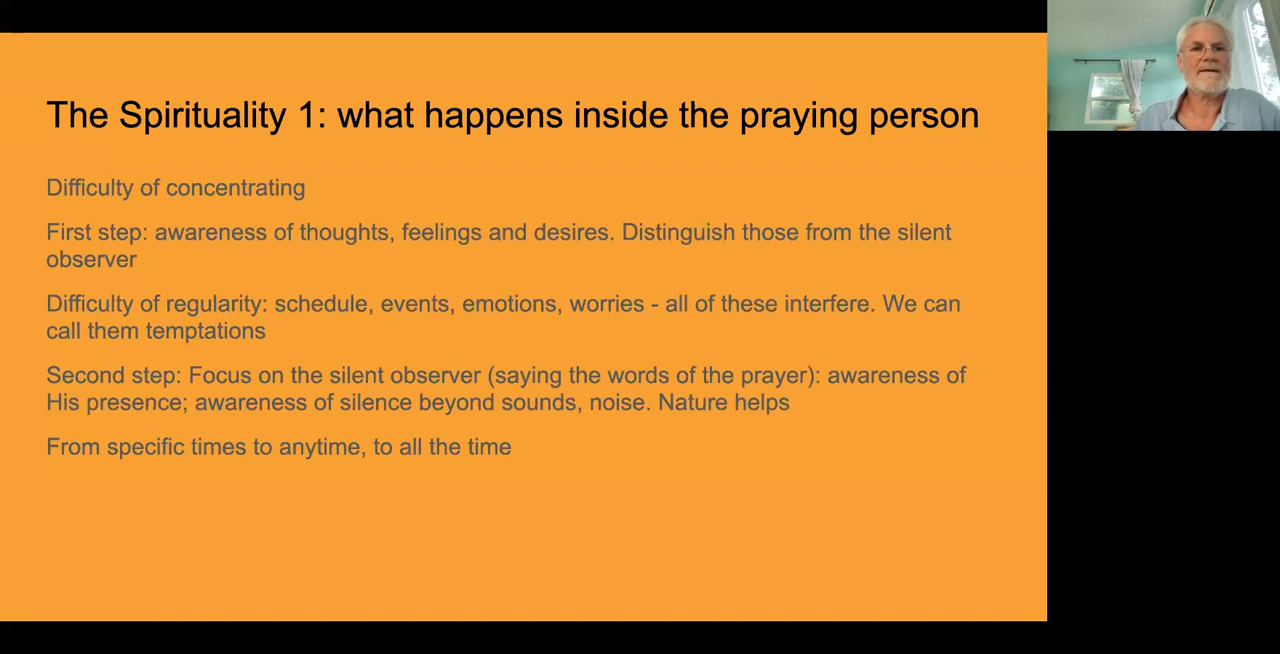 The Spirituality 1: what happens inside the praying person
Difficulty of concentrating
First step: awareness of thoughts, feelings and desires. Distinguish those from the silent
observer
Difficulty of regularity: schedule, events, emotions, worries - all of these interfere. We can
call them temptations
Second step: Focus on the silent observer (saying the words of the prayer): awareness of
His presence; awareness of silence beyond sounds, noise. Nature helps
From specific times to anytime, to all the time